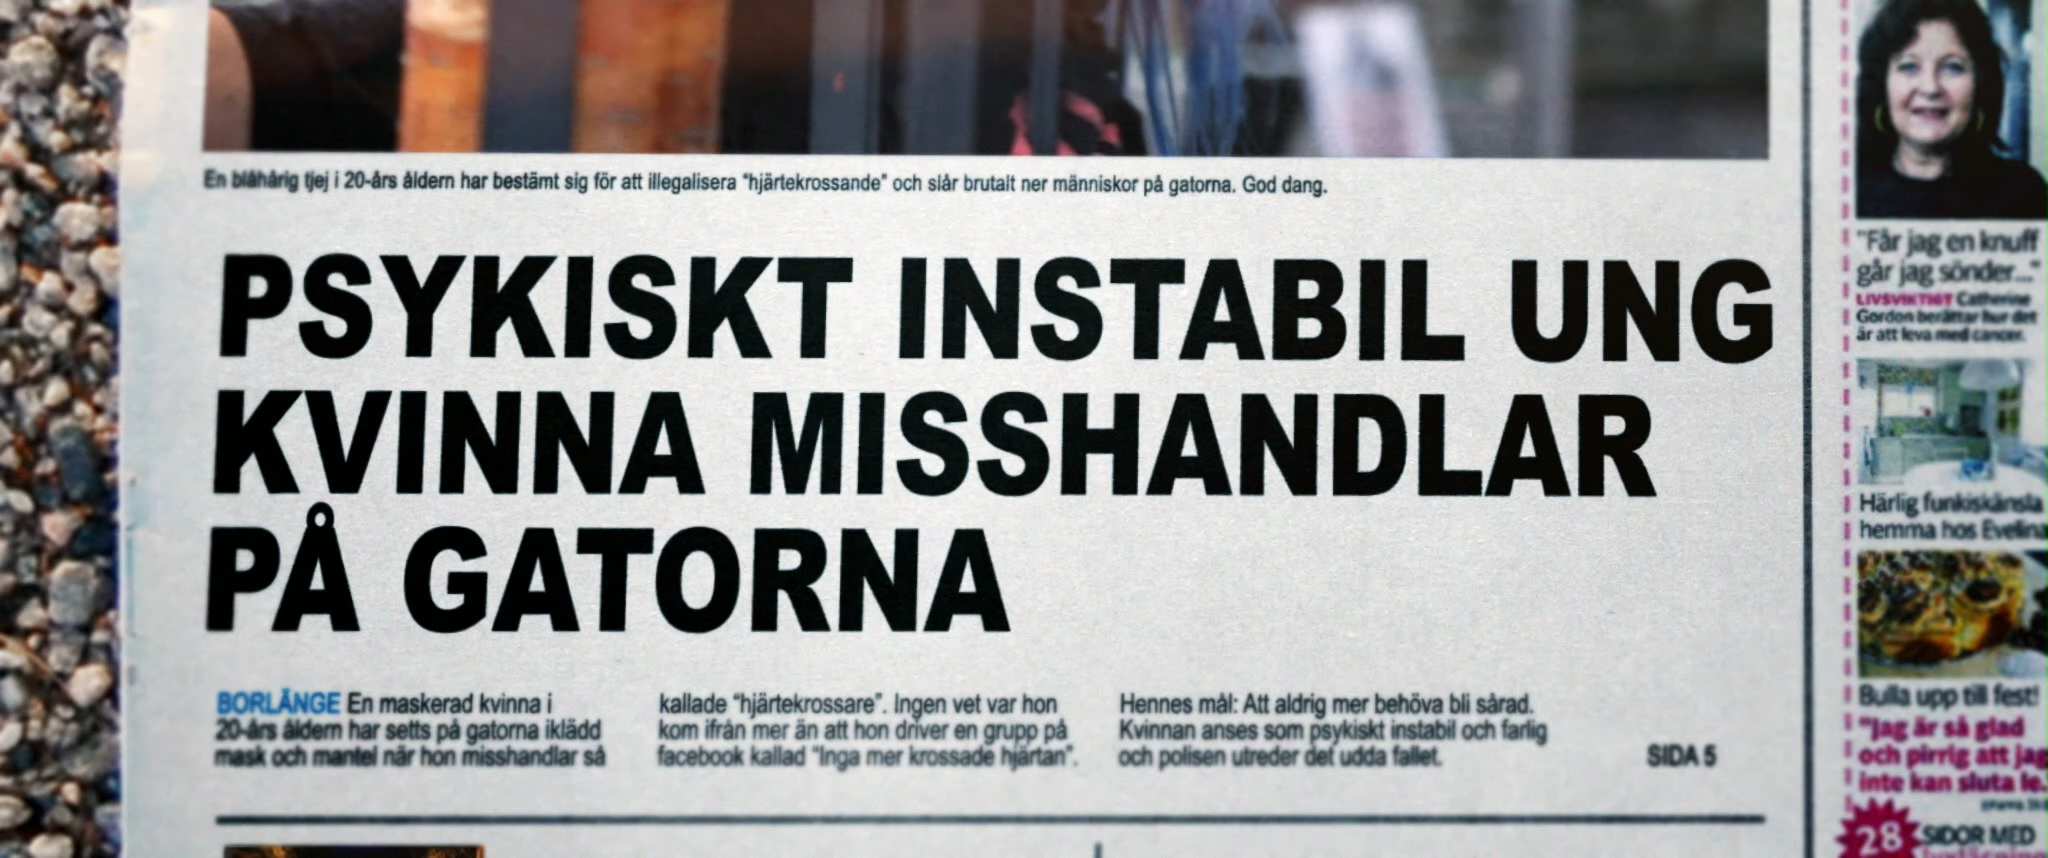 En blåhårig tjej i 20-års åldern har bestämt sig för att illegalisera "hjärtekrossande" och slår brutalt ner människor på gatorna. God dang.
PSYKISKT INSTABIL UNG
KVINNA MISSHANDLAR
PÅ GATORNA
BORLÄNGE En maskerad kvinna i
20-års åldern har setts på gatorna iklädd
mask och mantel när hon misshandlar så
kallade "hjärtekrossare". Ingen vet var hon
kom ifrån mer än att hon driver en grupp på
facebook kallad "Inga mer krossade hjärtan".
Hennes mål: Att aldrig mer behöva bli sårad.
Kvinnan anses som psykiskt instabil och farlig
och polisen utreder det udda fallet.
SIDA 5
"Får jag en knuff
går jag sönder..."
LIVSVIKTIGT Catherine
Gordon berättar hur det
är att leva med cancer.
Härlig funkiskänsla
hemma hos Evelina
Bulla upp till fest!
"Jag är så glad
och pirrig att jag
inte kan sluta le.
28 SIDOR MED